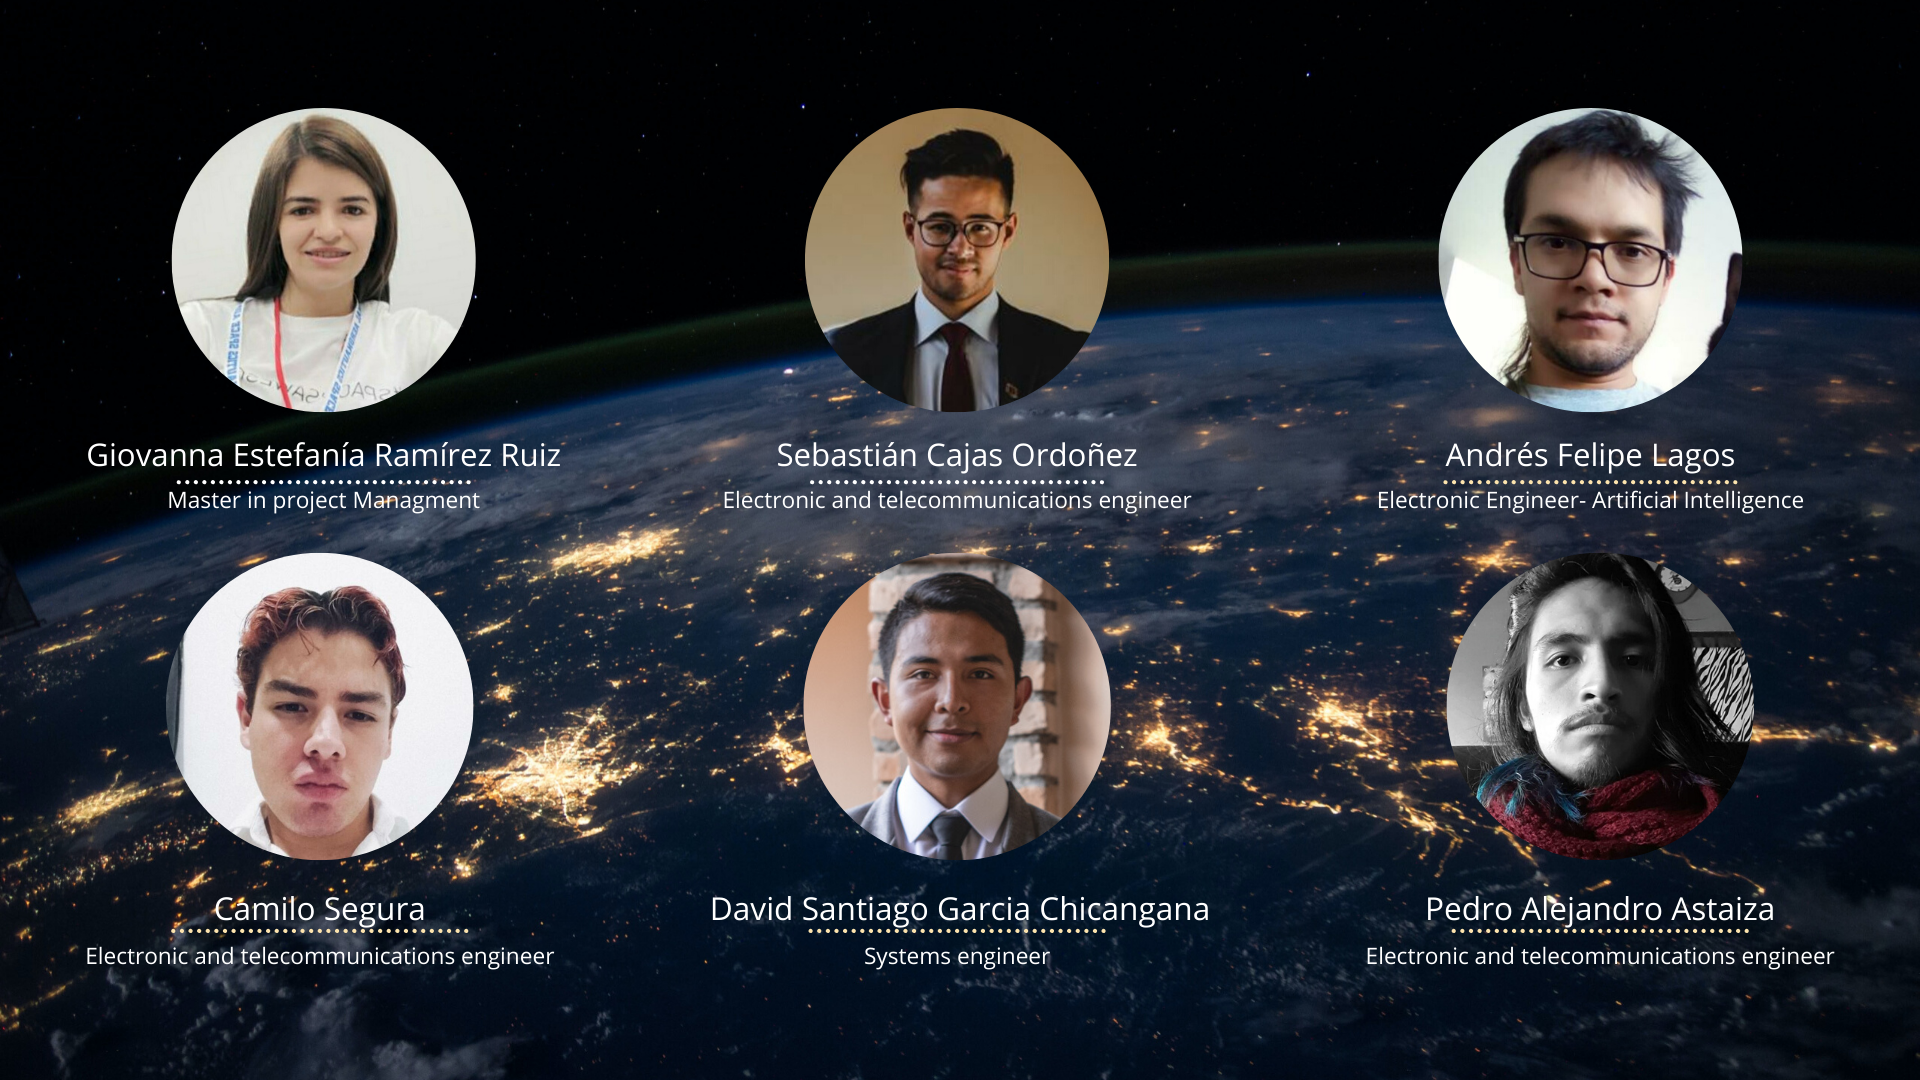 Giovanna Estefanía Ramírez Ruiz
Master in project Managment
Sebastián Cajas Ordoñez
Electronic and telecommunications engineer
Andrés Felipe Lagos
Electronic Engineer- Artificial Intelligence
Camilo Segura
Electronic and telecommunications engineer
David Santiago Garcia Chicangana
Systems engineer
Pedro Alejandro Astaiza
Electronic and telecommunications engineer